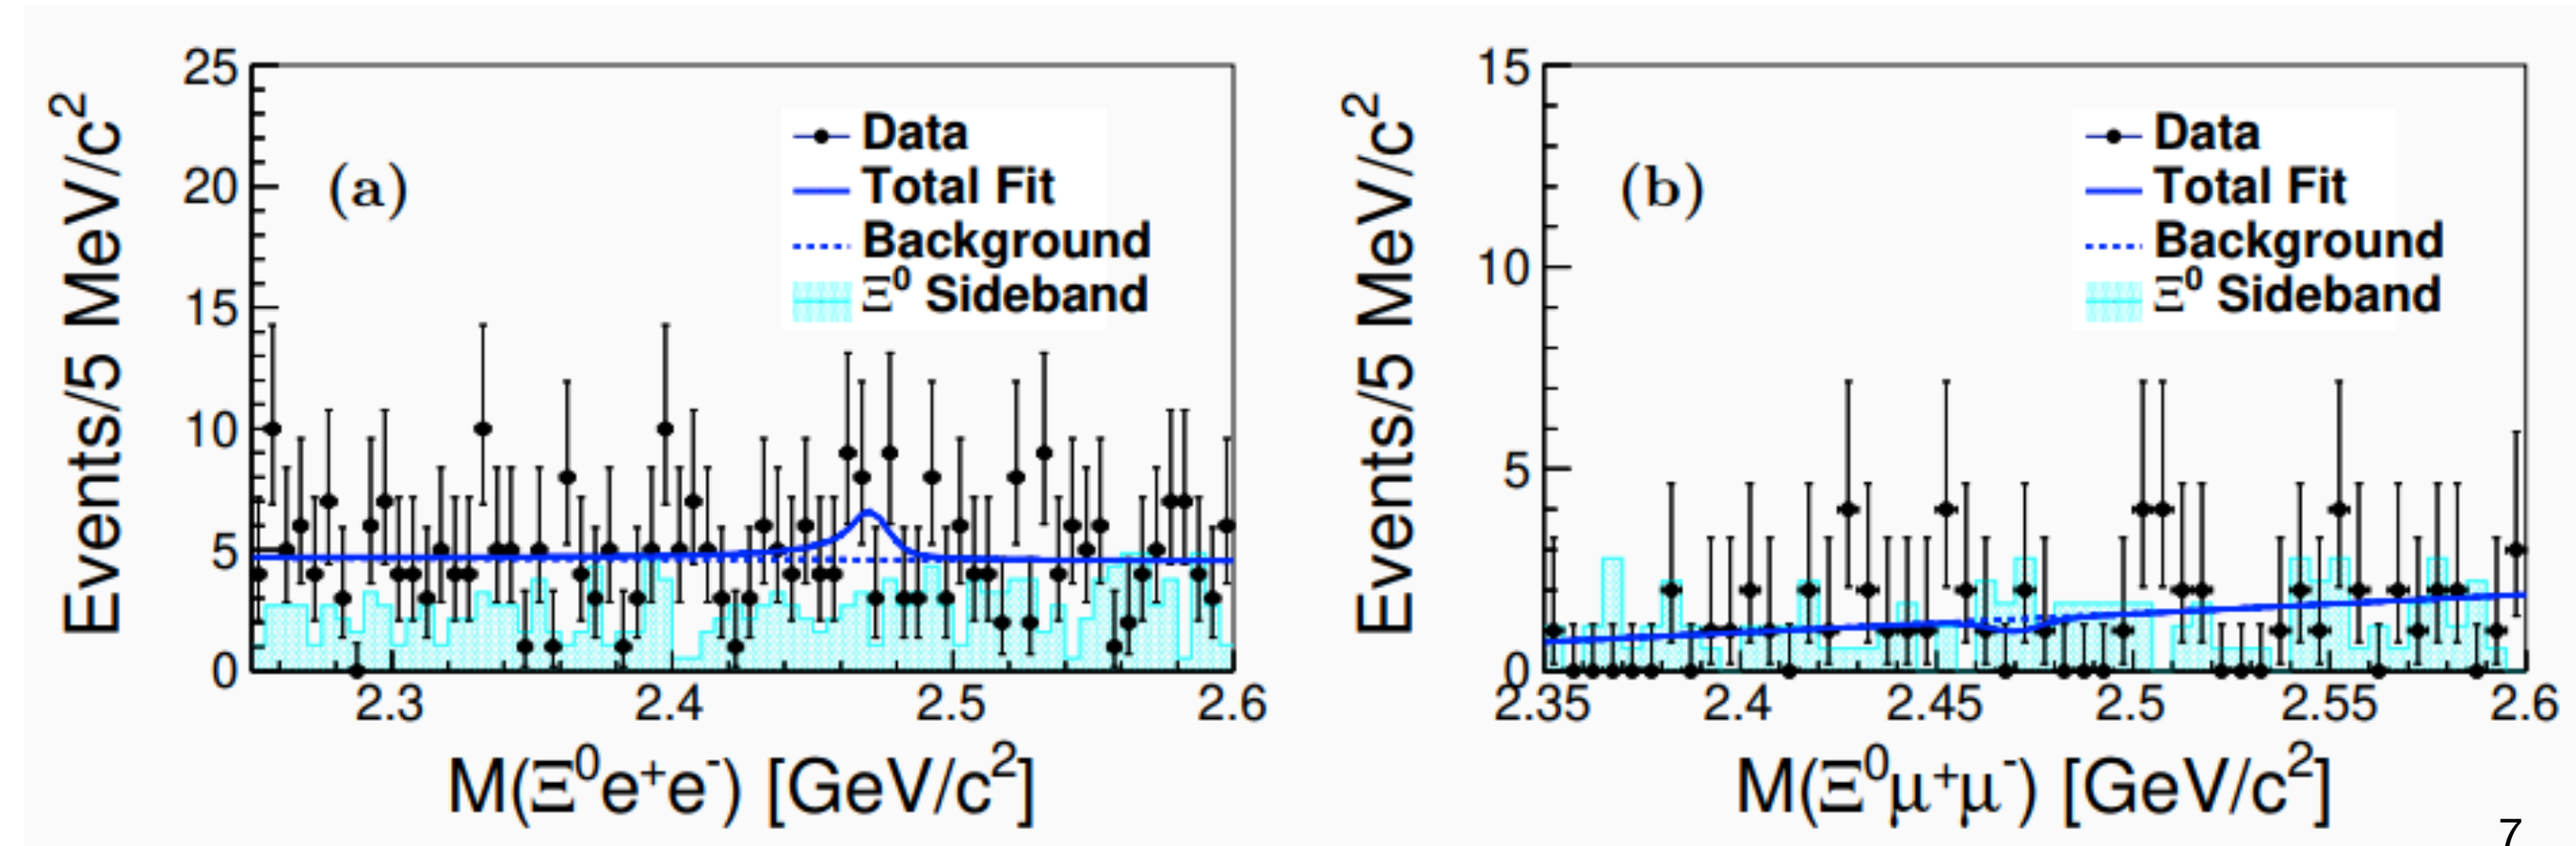 Events/5 MeV/c²
25
20
15
10
5
0
(a)
Data
Total Fit
Background
Ξ⁰ Sideband
2.3 2.4 2.5 2.6
M(Ξ⁰e⁺e⁻) [GeV/c²]
Events/5 MeV/c²
15
10
5
0
(b)
Data
Total Fit
Background
Ξ⁰ Sideband
2.35 2.4 2.45 2.5 2.55 2.6
M(Ξ⁰μ⁺μ⁻) [GeV/c²]
7